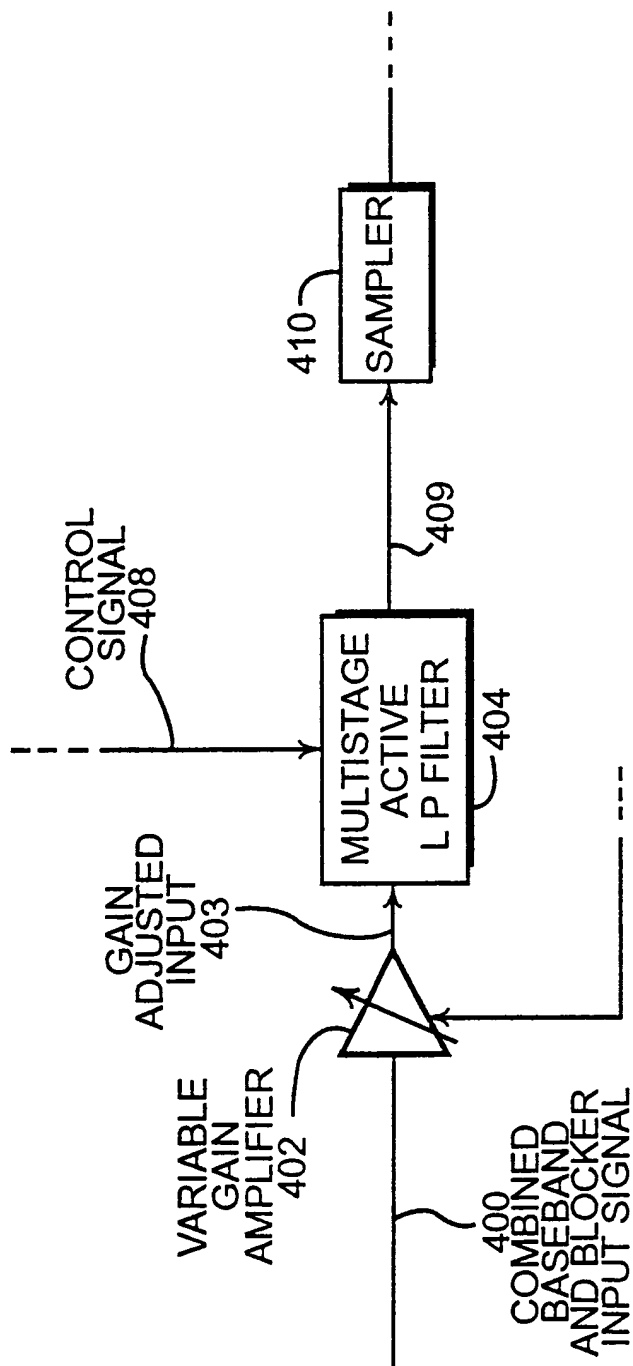 CONTROL
SIGNAL
408
GAIN
ADJUSTED
INPUT
403
VARIABLE
GAIN
AMPLIFIER
402
MULTISTAGE
ACTIVE
LP FILTER
404
409
410
SAMPLER
400
COMBINED
BASEBAND
AND BLOCKER
INPUT SIGNAL